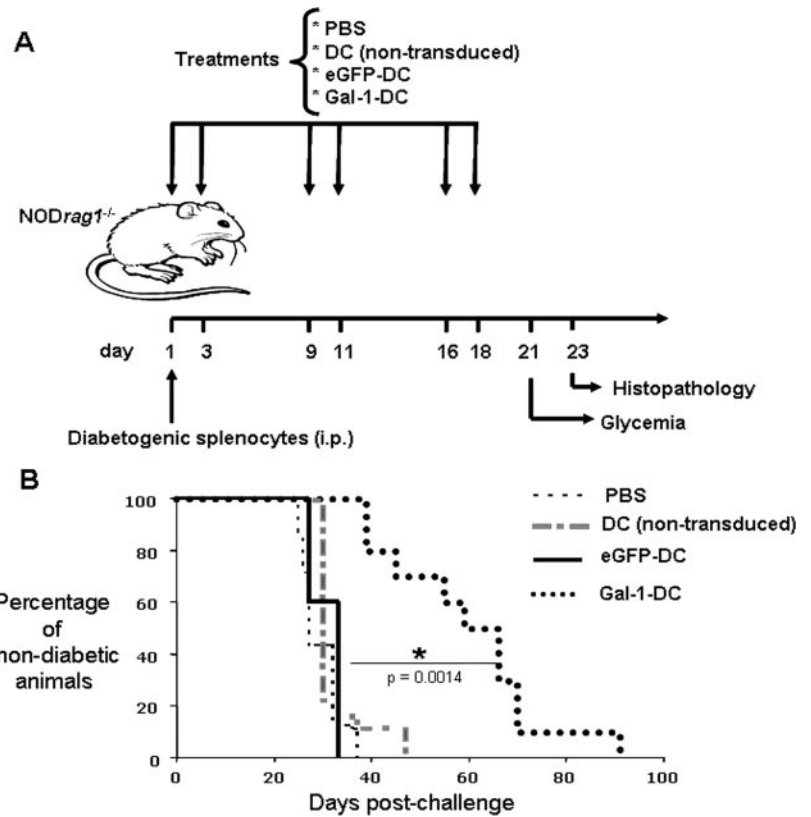 A
Treatments
* PBS
* DC (non-transduced)
* eGFP-DC
* Gal-1-DC
NODrag1-/-
day 1 3 9 11 16 18 21 23
Histopathology
Glycemia
Diabetogenic splenocytes (i.p.)
B
PBS
DC (non-transduced)
eGFP-DC
Gal-1-DC
Percentage
of
non-diabetic
animals
100
80
60
40
20
0
*
p = 0.0014
0 20 40 60 80 100
Days post-challenge